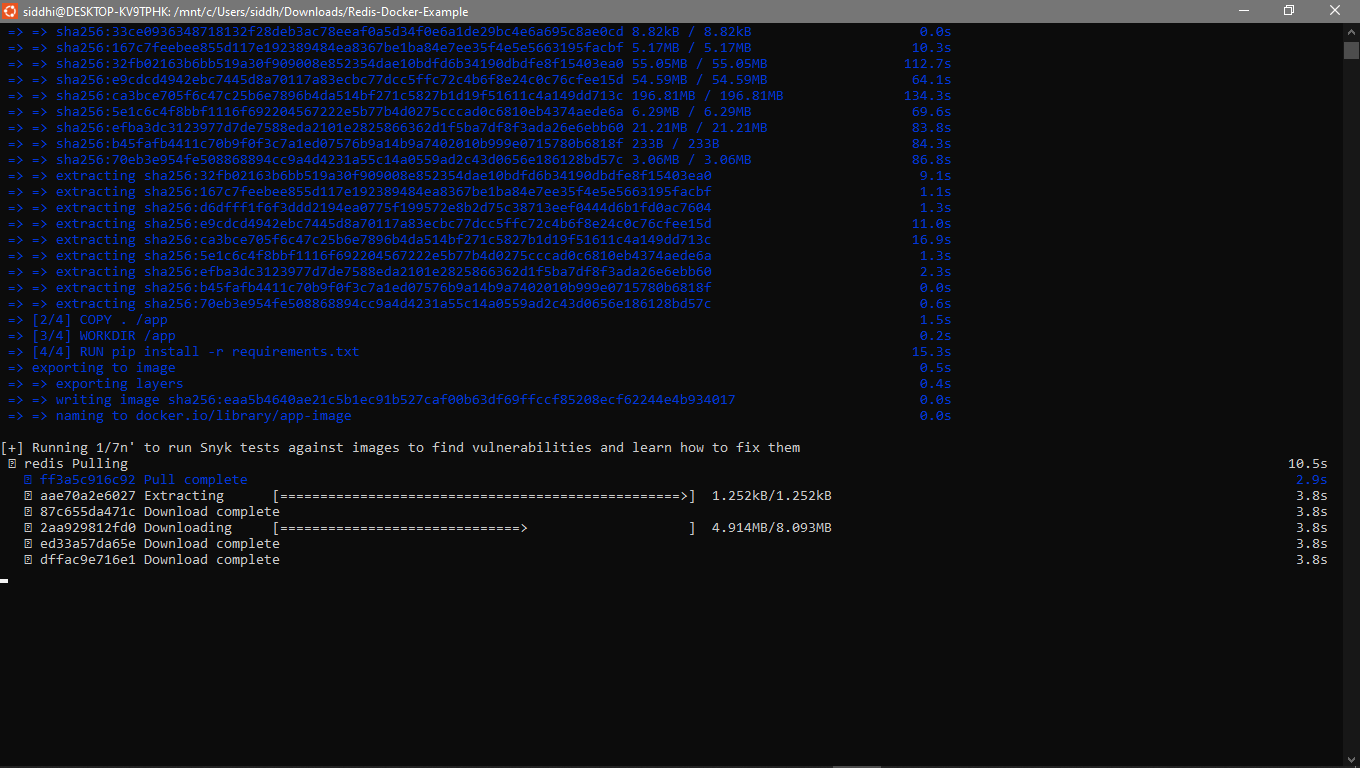 siddhi@DESKTOP-KV9TPHK: /mnt/c/Users/siddh/Downloads/Redis-Docker-Example
=> => sha256:33ce0936348718132f28deb3ac78eeaf0a5d34f0e6a1de29bc4e6a695c8ae0cd 8.82kB / 8.82kB 0.0s
=> => sha256:167c7feebee855d117e192389484ea8367be1ba84e7ee35f4e5e5663195facbf 5.17MB / 5.17MB 10.3s
=> => sha256:32fb02163b6bb519a30f909008e852354dae10bdfd6b34190dbdfe8f15403ea0 55.05MB / 55.05MB 112.7s
=> => sha256:e9cdcd4942ebc7445d8a70117a83ecbc77dcc5ffc72c4b6f8e24c0c76cfee15d 54.59MB / 54.59MB 64.1s
=> => sha256:ca3bce705f6c47c25b6e7896b4da514bf271c5827b1d19f51611c4a149dd713c 196.81MB / 196.81MB 134.3s
=> => sha256:5e1c6c4f8bbf1116f692204567222e5b77b4d0275cccad0c6810eb4374aede6a 6.29MB / 6.29MB 69.6s
=> => sha256:efba3dc3123977d7de7588eda2101e2825866362d1f5ba7df8f3ada26e6ebb60 21.21MB / 21.21MB 83.8s
=> => sha256:b45fafb4411c70b9f0f3c7a1ed07576b9a14b9a7402010b999e0715780b6818f 233B / 233B 84.3s
=> => sha256:70eb3e954fe508868894cc9a4d4231a55c14a0559ad2c43d0656e186128bd57c 3.06MB / 3.06MB 86.8s
=> => extracting sha256:32fb02163b6bb519a30f909008e852354dae10bdfd6b34190dbdfe8f15403ea0 9.1s
=> => extracting sha256:167c7feebee855d117e192389484ea8367be1ba84e7ee35f4e5e5663195facbf 1.1s
=> => extracting sha256:d6dfff1f6f3ddd2194ea0775f199572e8b2d75c38713eef0444d6b1fd0ac7604 1.3s
=> => extracting sha256:e9cdcd4942ebc7445d8a70117a83ecbc77dcc5ffc72c4b6f8e24c0c76cfee15d 11.0s
=> => extracting sha256:ca3bce705f6c47c25b6e7896b4da514bf271c5827b1d19f51611c4a149dd713c 16.9s
=> => extracting sha256:5e1c6c4f8bbf1116f692204567222e5b77b4d0275cccad0c6810eb4374aede6a 1.3s
=> => extracting sha256:efba3dc3123977d7de7588eda2101e2825866362d1f5ba7df8f3ada26e6ebb60 2.3s
=> => extracting sha256:b45fafb4411c70b9f0f3c7a1ed07576b9a14b9a7402010b999e0715780b6818f 0.0s
=> => extracting sha256:70eb3e954fe508868894cc9a4d4231a55c14a0559ad2c43d0656e186128bd57c 0.6s
=> [2/4] COPY . /app 1.5s
=> [3/4] WORKDIR /app 0.2s
=> [4/4] RUN pip install -r requirements.txt 15.3s
=> exporting to image 0.5s
=> => exporting layers 0.4s
=> => writing image sha256:eaa5b4640ae21c5b1ec91b527caf00b63df69ffccf85208ecf62244e4b934017 0.0s
=> => naming to docker.io/library/app-image 0.0s
[+] Running 1/7n' to run Snyk tests against images to find vulnerabilities and learn how to fix them
redis Pulling 10.5s
ff3a5c916c92 Pull complete 2.9s
aae70a2e6027 Extracting [==================================================>] 1.252kB/1.252kB 3.8s
87c655da471c Download complete 3.8s
2aa929812fd0 Downloading [==============================> ] 4.914MB/8.093MB 3.8s
ed33a57da65e Download complete 3.8s
dffac9e716e1 Download complete 3.8s